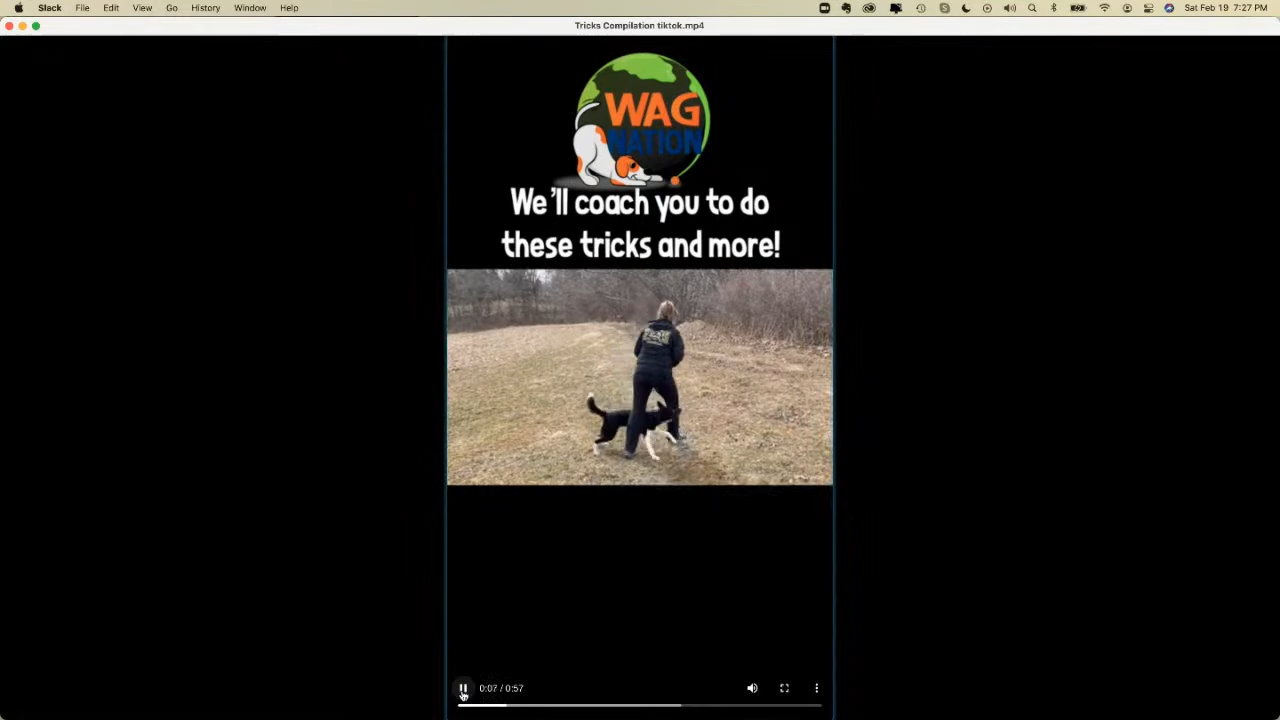 Slack File Edit View Go History Window Help Sat Feb 19 7:27 PM
Tricks Compilation tiktok.mp4
WAG
NATION
We'll coach you to do
these tricks and more!
0:07 / 0:57